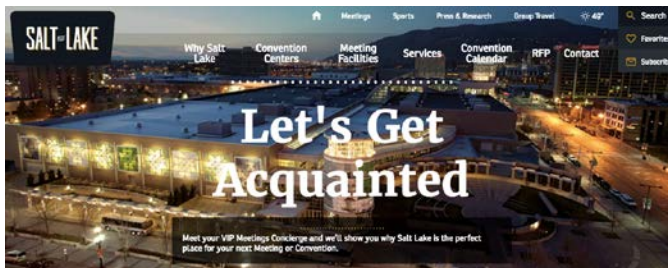 Meetings Sports Press & Research Group Travel 49° Search
SALT LAKE
Why Salt Lake Convention Centers Meeting Facilities Services Convention Calendar RFP Contact
Favorites
Subscribe
Let's Get
Acquainted
Meet your VIP Meetings Concierge and we'll show you why Salt Lake is the perfect
place for your next Meeting or Convention.